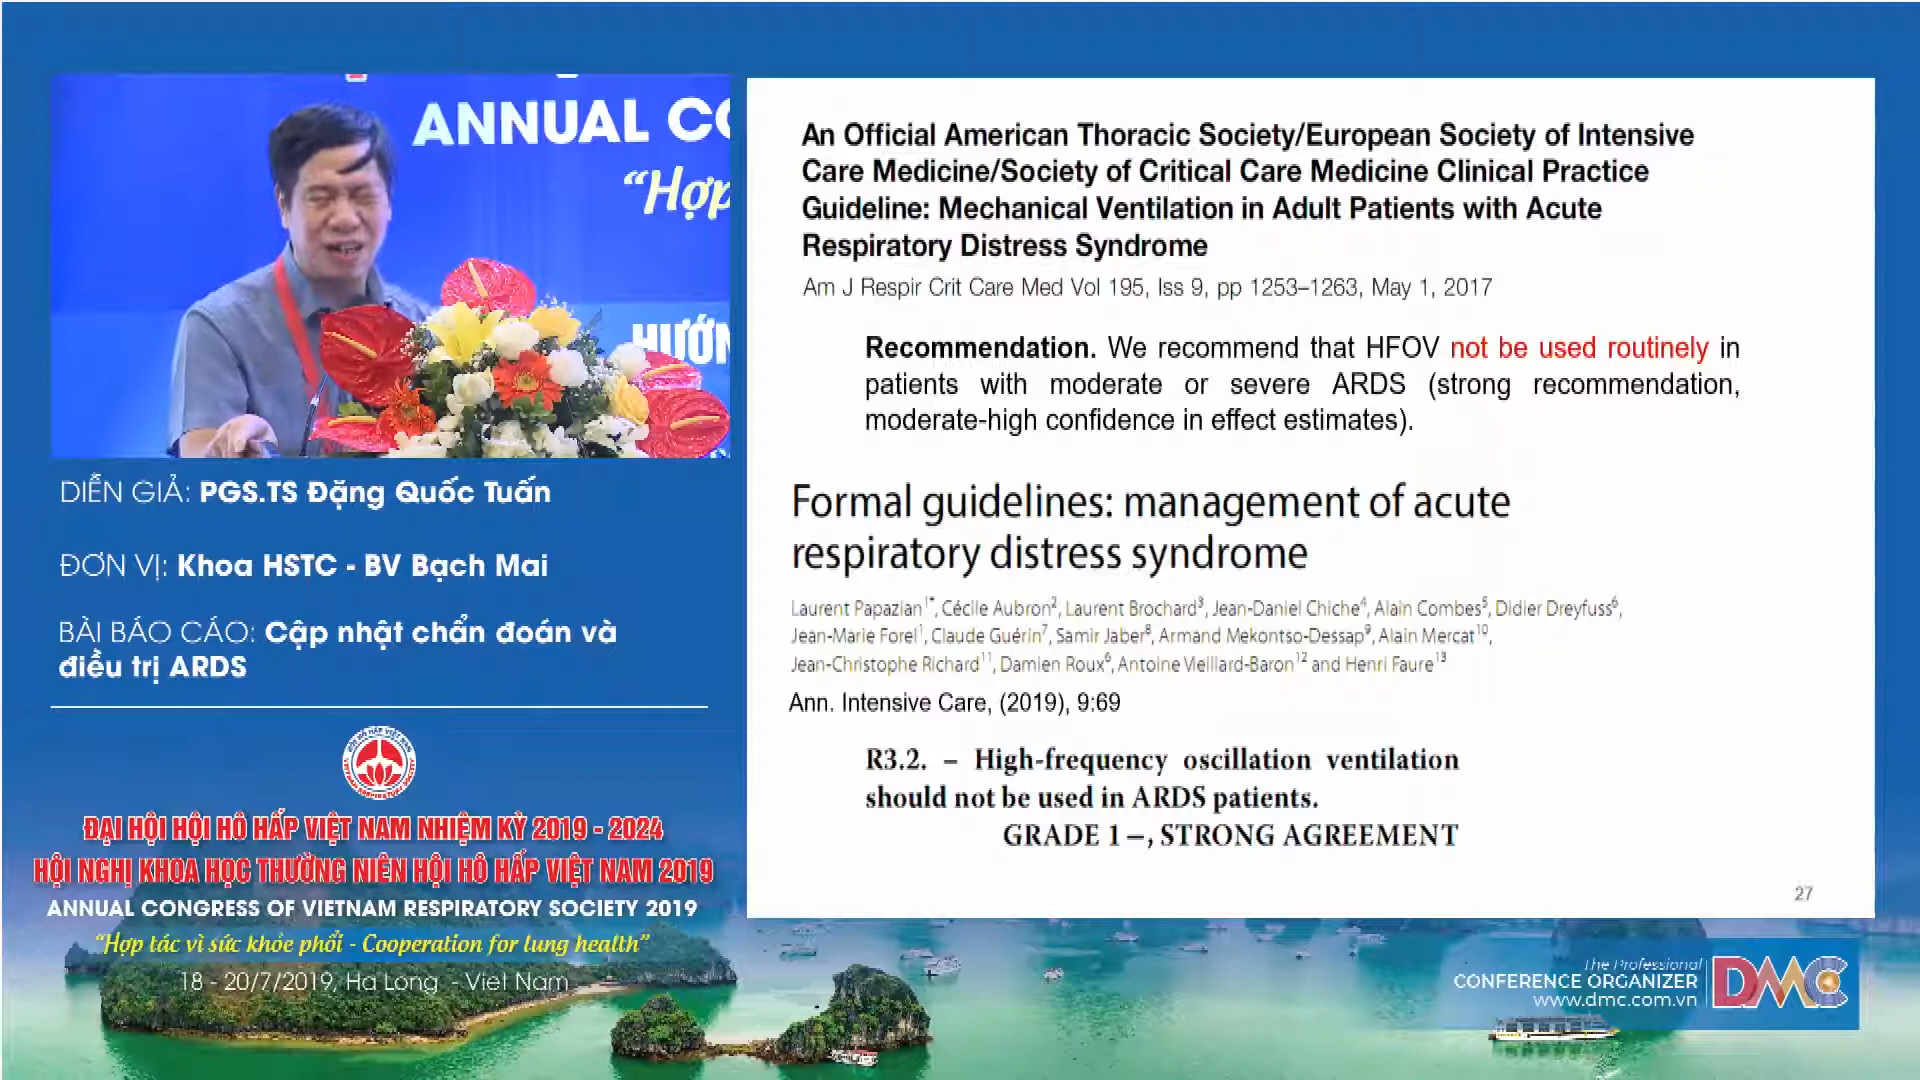 ANNUAL CO
“Hợp
HƯỚN
DIỄN GIẢ: PGS.TS Đặng Quốc Tuấn
ĐƠN VỊ: Khoa HSTC - BV Bạch Mai
BÀI BÁO CÁO: Cập nhật chẩn đoán và
điều trị ARDS
HỘI HÔ HẤP VIỆT NAM
VIETNAM RESPIRATORY SOCIETY
ĐẠI HỘI HỘI HÔ HẤP VIỆT NAM NHIỆM KỲ 2019 - 2024
HỘI NGHỊ KHOA HỌC THƯỜNG NIÊN HỘI HÔ HẤP VIỆT NAM 2019
ANNUAL CONGRESS OF VIETNAM RESPIRATORY SOCIETY 2019
“Hợp tác vì sức khỏe phổi - Cooperation for lung health”
18 - 20/7/2019, Ha Long - Viet Nam
An Official American Thoracic Society/European Society of Intensive
Care Medicine/Society of Critical Care Medicine Clinical Practice
Guideline: Mechanical Ventilation in Adult Patients with Acute
Respiratory Distress Syndrome
Am J Respir Crit Care Med Vol 195, Iss 9, pp 1253–1263, May 1, 2017
Recommendation. We recommend that HFOV not be used routinely in
patients with moderate or severe ARDS (strong recommendation,
moderate-high confidence in effect estimates).
Formal guidelines: management of acute
respiratory distress syndrome
Laurent Papazian1*, Cécile Aubron2, Laurent Brochard3, Jean-Daniel Chiche4, Alain Combes5, Didier Dreyfuss6,
Jean-Marie Forel1, Claude Guérin7, Samir Jaber8, Armand Mekontso-Dessap9, Alain Mercat10,
Jean-Christophe Richard11, Damien Roux6, Antoine Vieillard-Baron12 and Henri Faure13
Ann. Intensive Care, (2019), 9:69
R3.2. – High-frequency oscillation ventilation
should not be used in ARDS patients.
GRADE 1 –, STRONG AGREEMENT
27
The Professional
CONFERENCE ORGANIZER
www.dmc.com.vn
DMC